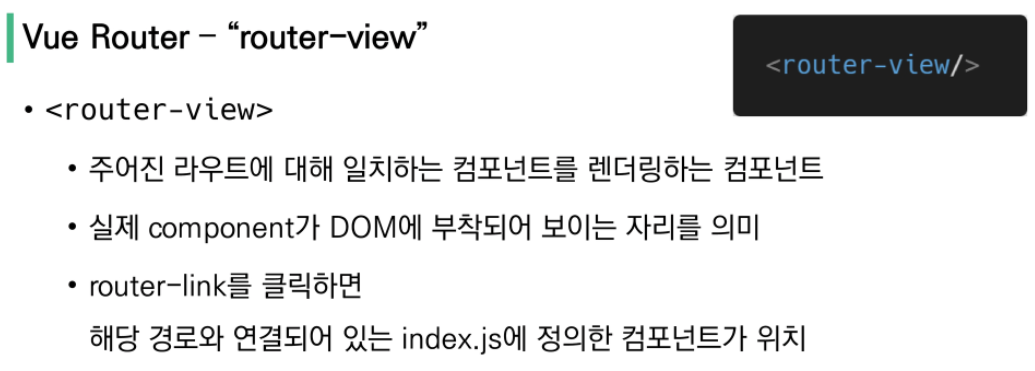 Vue Router – “router-view”
<router-view/>
• <router-view>
• 주어진 라우트에 대해 일치하는 컴포넌트를 렌더링하는 컴포넌트
• 실제 component가 DOM에 부착되어 보이는 자리를 의미
• router-link를 클릭하면
해당 경로와 연결되어 있는 index.js에 정의한 컴포넌트가 위치